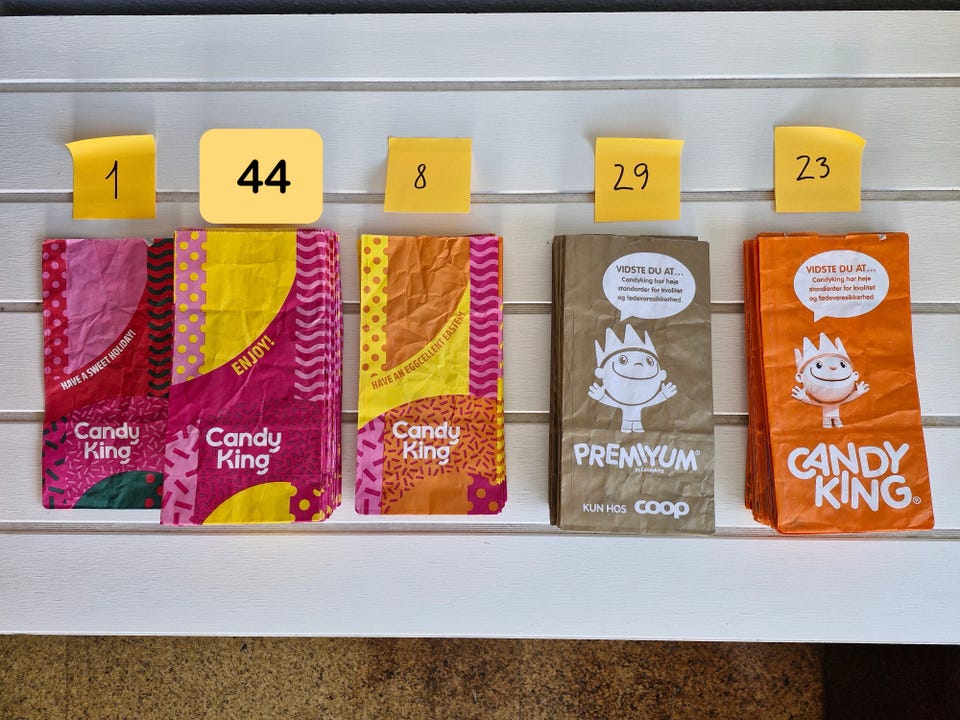 1
44
8
29
23
HAVE A SWEET HOLIDAY!
Candy
King
ENJOY!
Candy
King
HAVE AN EGGCELLENT EASTER!
Candy
King
VIDSTE DU AT...
Candyking har høje
standarder for kvalitet
og fødevaresikkerhed.
PREMIYUM®
by Candyking
KUN HOS coop
VIDSTE DU AT...
Candyking har høje
standarder for kvalitet
og fødevaresikkerhed.
CANDY
KING®